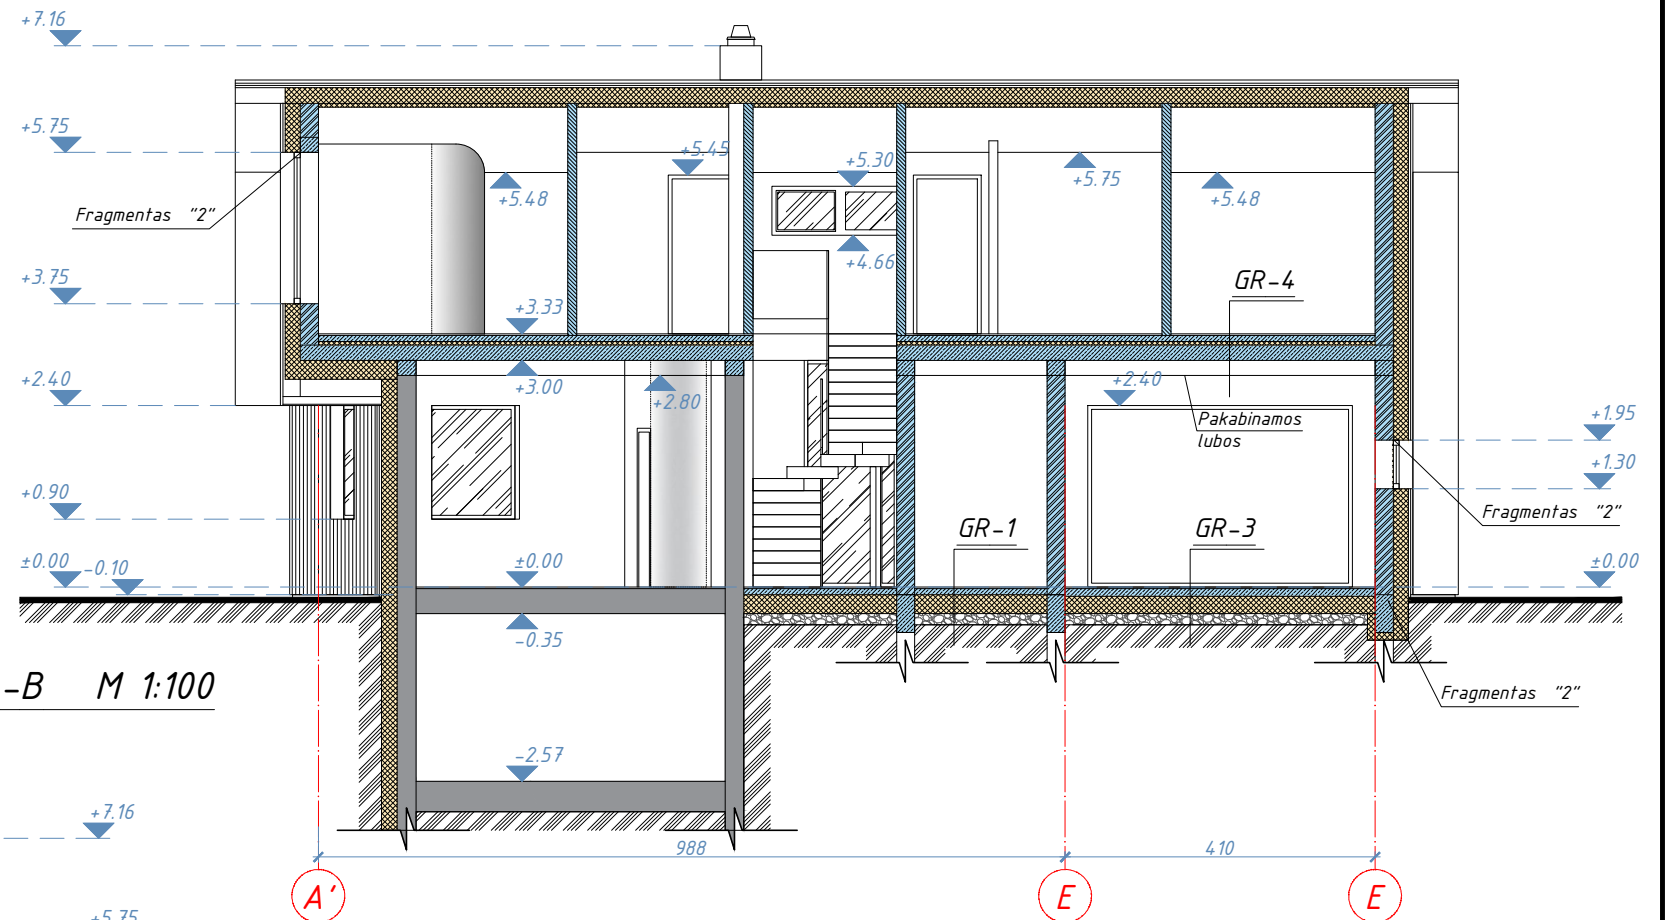 +7.16
+5.75
+5.45
+5.30
+5.75
+5.48
+5.48
Fragmentas "2"
+4.66
+3.75
GR-4
+3.33
+3.00
+2.40
+2.40
+2.80
Pakabinamos
lubos
+1.95
+1.30
+0.90
Fragmentas "2"
GR-1
GR-3
±0.00
-0.10
±0.00
±0.00
-0.35
-B M 1:100
Fragmentas "2"
-2.57
+7.16
988
410
A'
E
E
+5.75